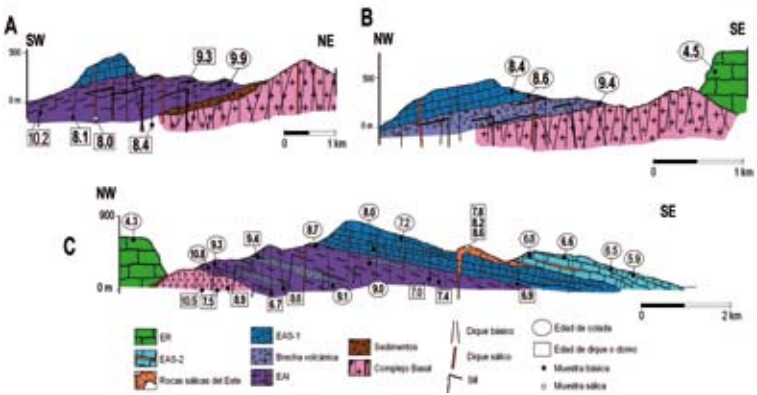 A
SW
NE
900
0 m
9.3
9.9
10.2
8.1
8.0
8.4
0
1 km
B
NW
SE
500
0 m
8.4
8.6
9.4
4.5
0
1 km
C
NW
SE
900
0 m
4.3
10.8
9.3
9.4
8.7
8.0
7.2
7.8
8.2
8.6
6.8
6.6
6.5
5.9
10.5
7.5
8.8
6.7
8.6
9.1
9.0
7.0
7.4
6.9
0
2 km
ER
EAS-2
Rocas sálicas del Este
EAS-1
Brecha volcánica
EAI
Sedimentos
Complejo Basal
Dique básico
Dique sálico
Sill
Edad de colada
Edad de dique o domo
Muestra básica
Muestra sálica